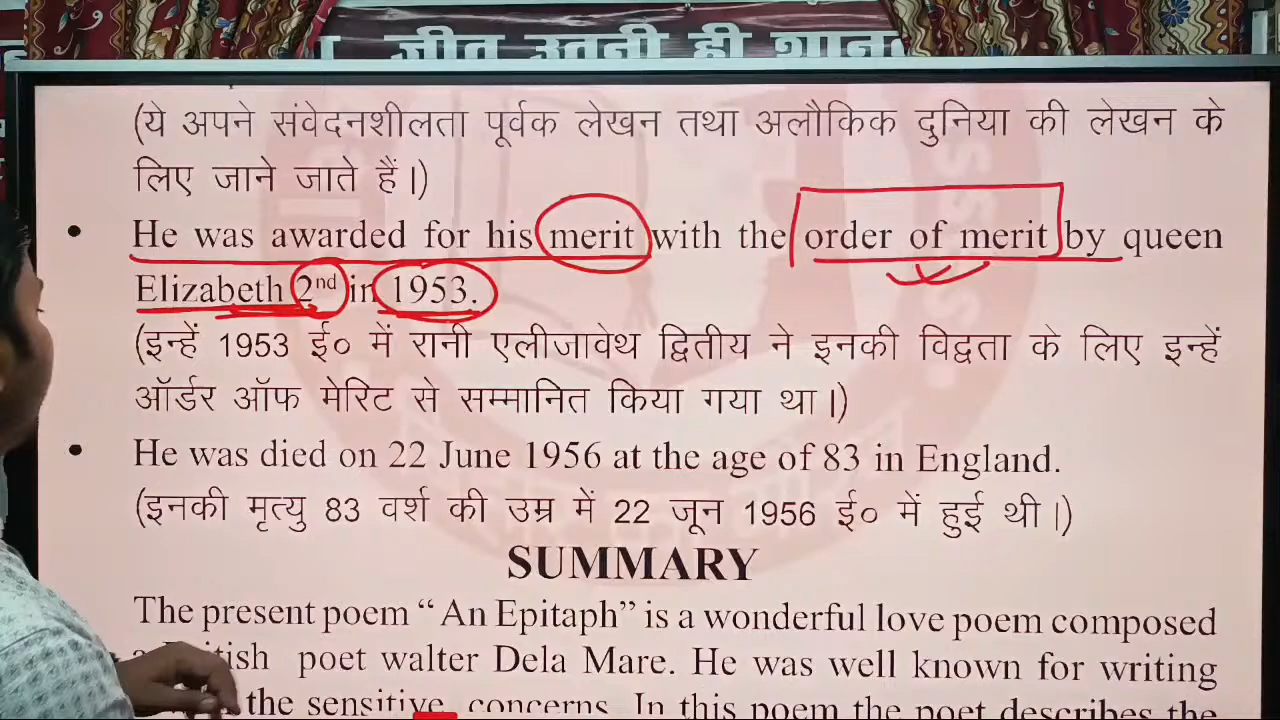 जीत उतनी ही शान
(ये अपने संवेदनशीलता पूर्वक लेखन तथा अलौकिक दुनिया की लेखन के
लिए जाने जाते हैं।)
• He was awarded for his merit with the order of merit by queen
Elizabeth 2nd in 1953.
(इन्हें 1953 ई० में रानी एलीजावेथ द्वितीय ने इनकी विद्वता के लिए इन्हें
ऑर्डर ऑफ मेरिट से सम्मानित किया गया था।)
• He was died on 22 June 1956 at the age of 83 in England.
(इनकी मृत्यु 83 वर्श की उम्र में 22 जून 1956 ई० में हुई थी।)
SUMMARY
The present poem “An Epitaph” is a wonderful love poem composed
poet walter Dela Mare. He was well known for writing
the sensitive concerns. In this poem the poet describes the